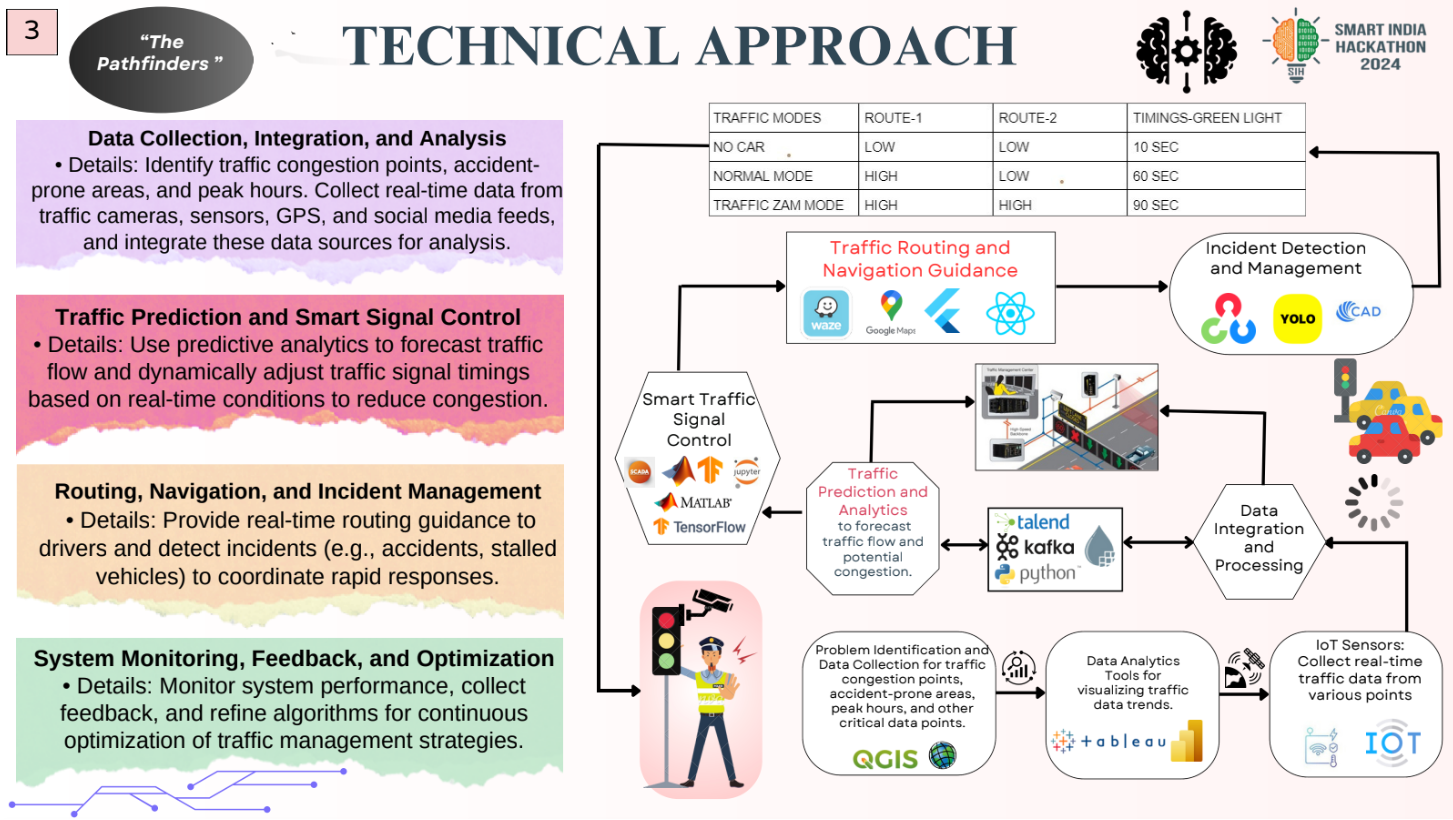 3
“The
Pathfinders ”
TECHNICAL APPROACH
SIH
SMART INDIA
HACKATHON
2024
Data Collection, Integration, and Analysis
• Details: Identify traffic congestion points, accident-
prone areas, and peak hours. Collect real-time data from
traffic cameras, sensors, GPS, and social media feeds,
and integrate these data sources for analysis.
Traffic Prediction and Smart Signal Control
• Details: Use predictive analytics to forecast traffic
flow and dynamically adjust traffic signal timings
based on real-time conditions to reduce congestion.
Routing, Navigation, and Incident Management
• Details: Provide real-time routing guidance to
drivers and detect incidents (e.g., accidents, stalled
vehicles) to coordinate rapid responses.
System Monitoring, Feedback, and Optimization
• Details: Monitor system performance, collect
feedback, and refine algorithms for continuous
optimization of traffic management strategies.
TRAFFIC MODES ROUTE-1 ROUTE-2 TIMINGS-GREEN LIGHT
NO CAR LOW LOW 10 SEC
NORMAL MODE HIGH LOW 60 SEC
TRAFFIC ZAM MODE HIGH HIGH 90 SEC
Traffic Routing and
Navigation Guidance
waze
Google Maps
Incident Detection
and Management
YOLO
CAD
Smart Traffic
Signal
Control
SCADA
jupyter
MATLAB
TensorFlow
Traffic Management Center
High Speed
Backbone
Canva
Traffic
Prediction and
Analytics
to forecast
traffic flow and
potential
congestion.
talend
kafka
python™
Data
Integration
and
Processing
Problem Identification and
Data Collection for traffic
congestion points,
accident-prone areas,
peak hours, and other
critical data points.
QGIS
Data Analytics
Tools for
visualizing traffic
data trends.
+ableau
IoT Sensors:
Collect real-time
traffic data from
various points
IOT